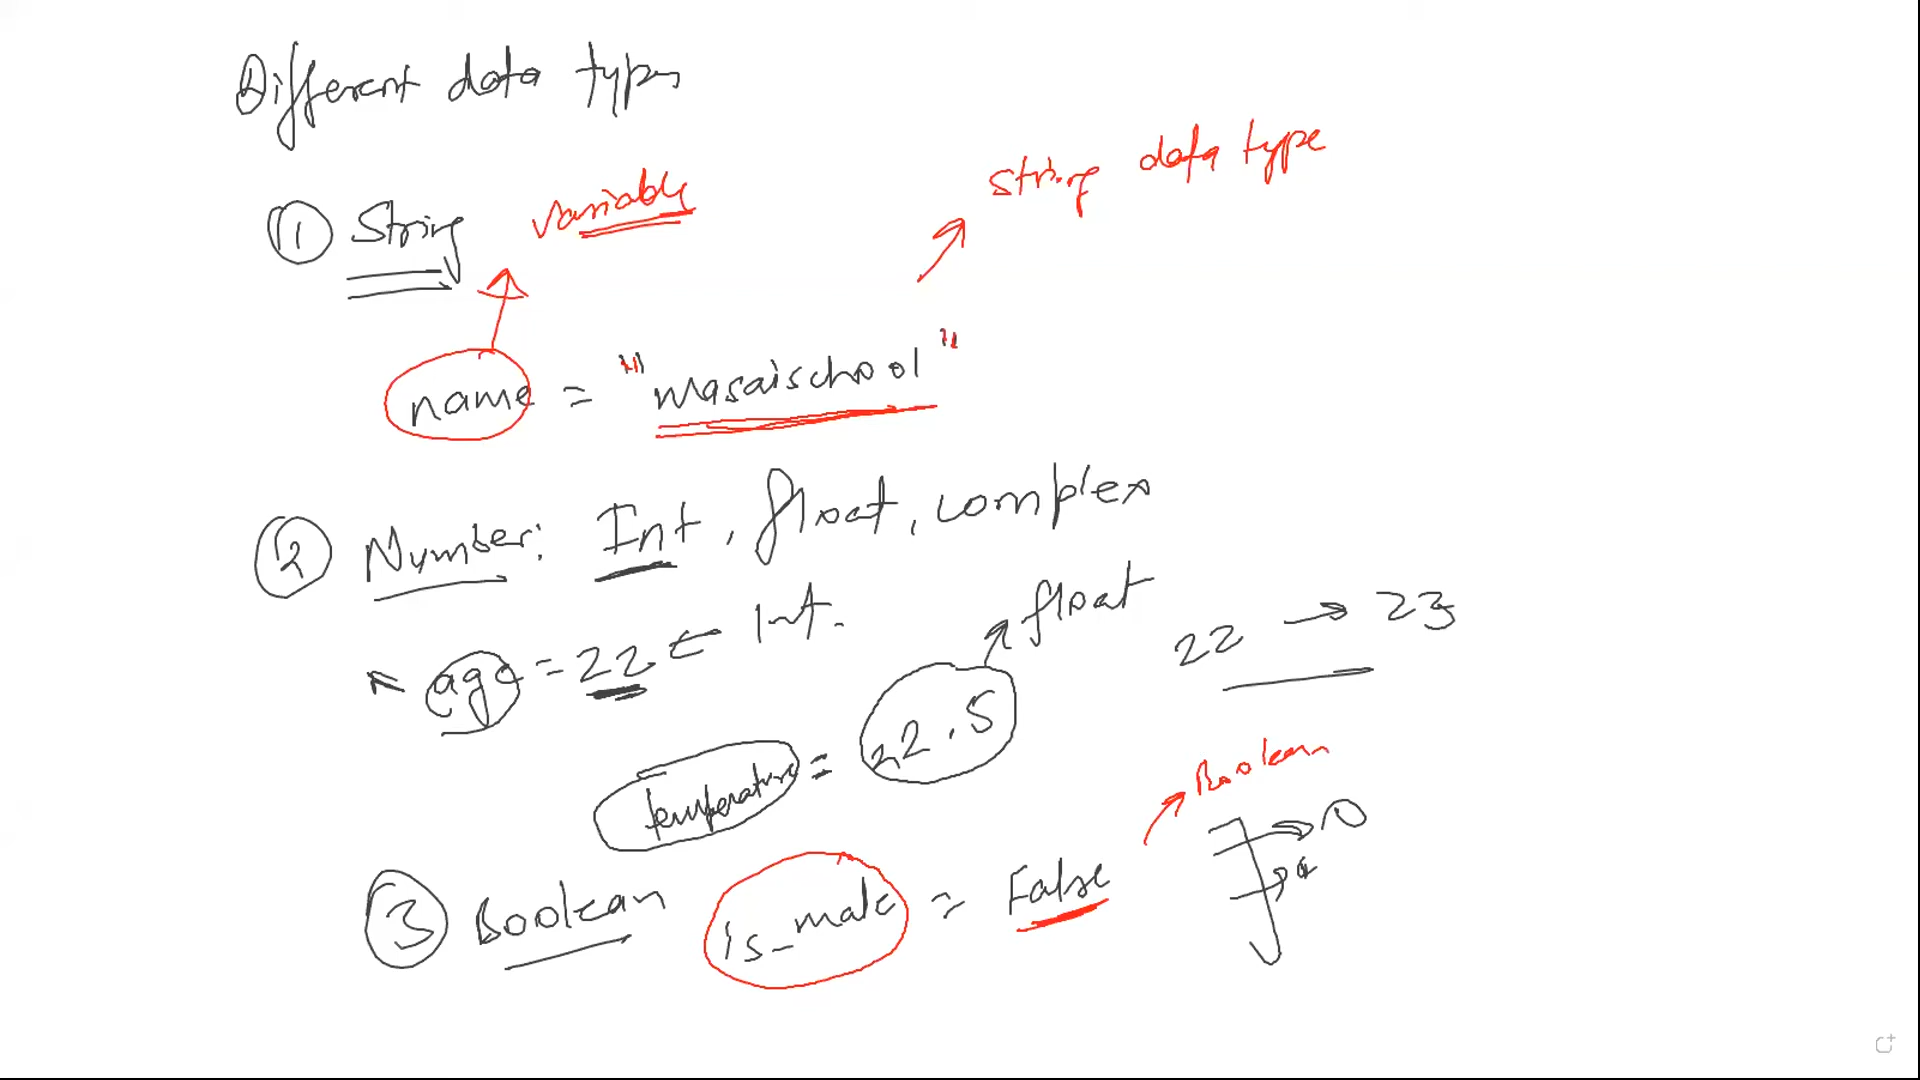 Different data types
string data type
① String variable
name = "masaischool"
② Number: Int, float, complex
age = 22 ← Int. float 22 → 23
temperature = 22.5
Boolean
③ Boolean is_male = False